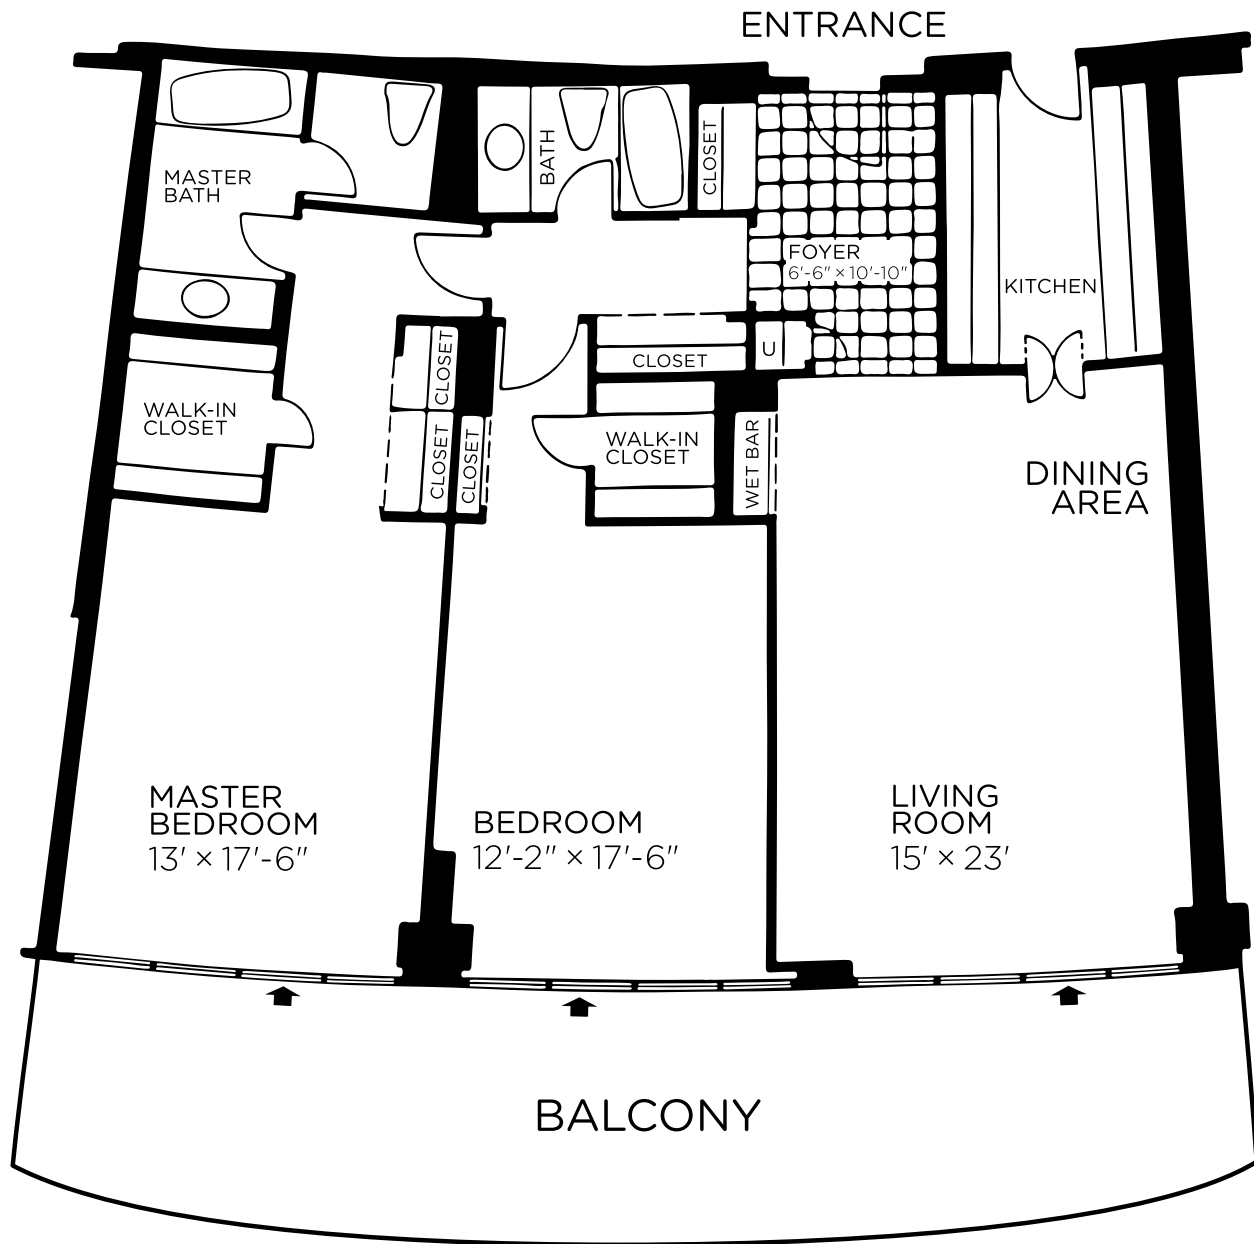 ENTRANCE
MASTER
BATH
BATH
CLOSET
FOYER
6'-6" × 10'-10"
KITCHEN
CLOSET
CLOSET
U
WALK-IN
CLOSET
CLOSET
CLOSET
WALK-IN
CLOSET
WET BAR
DINING
AREA
MASTER
BEDROOM
13' × 17'-6"
BEDROOM
12'-2" × 17'-6"
LIVING
ROOM
15' × 23'
BALCONY